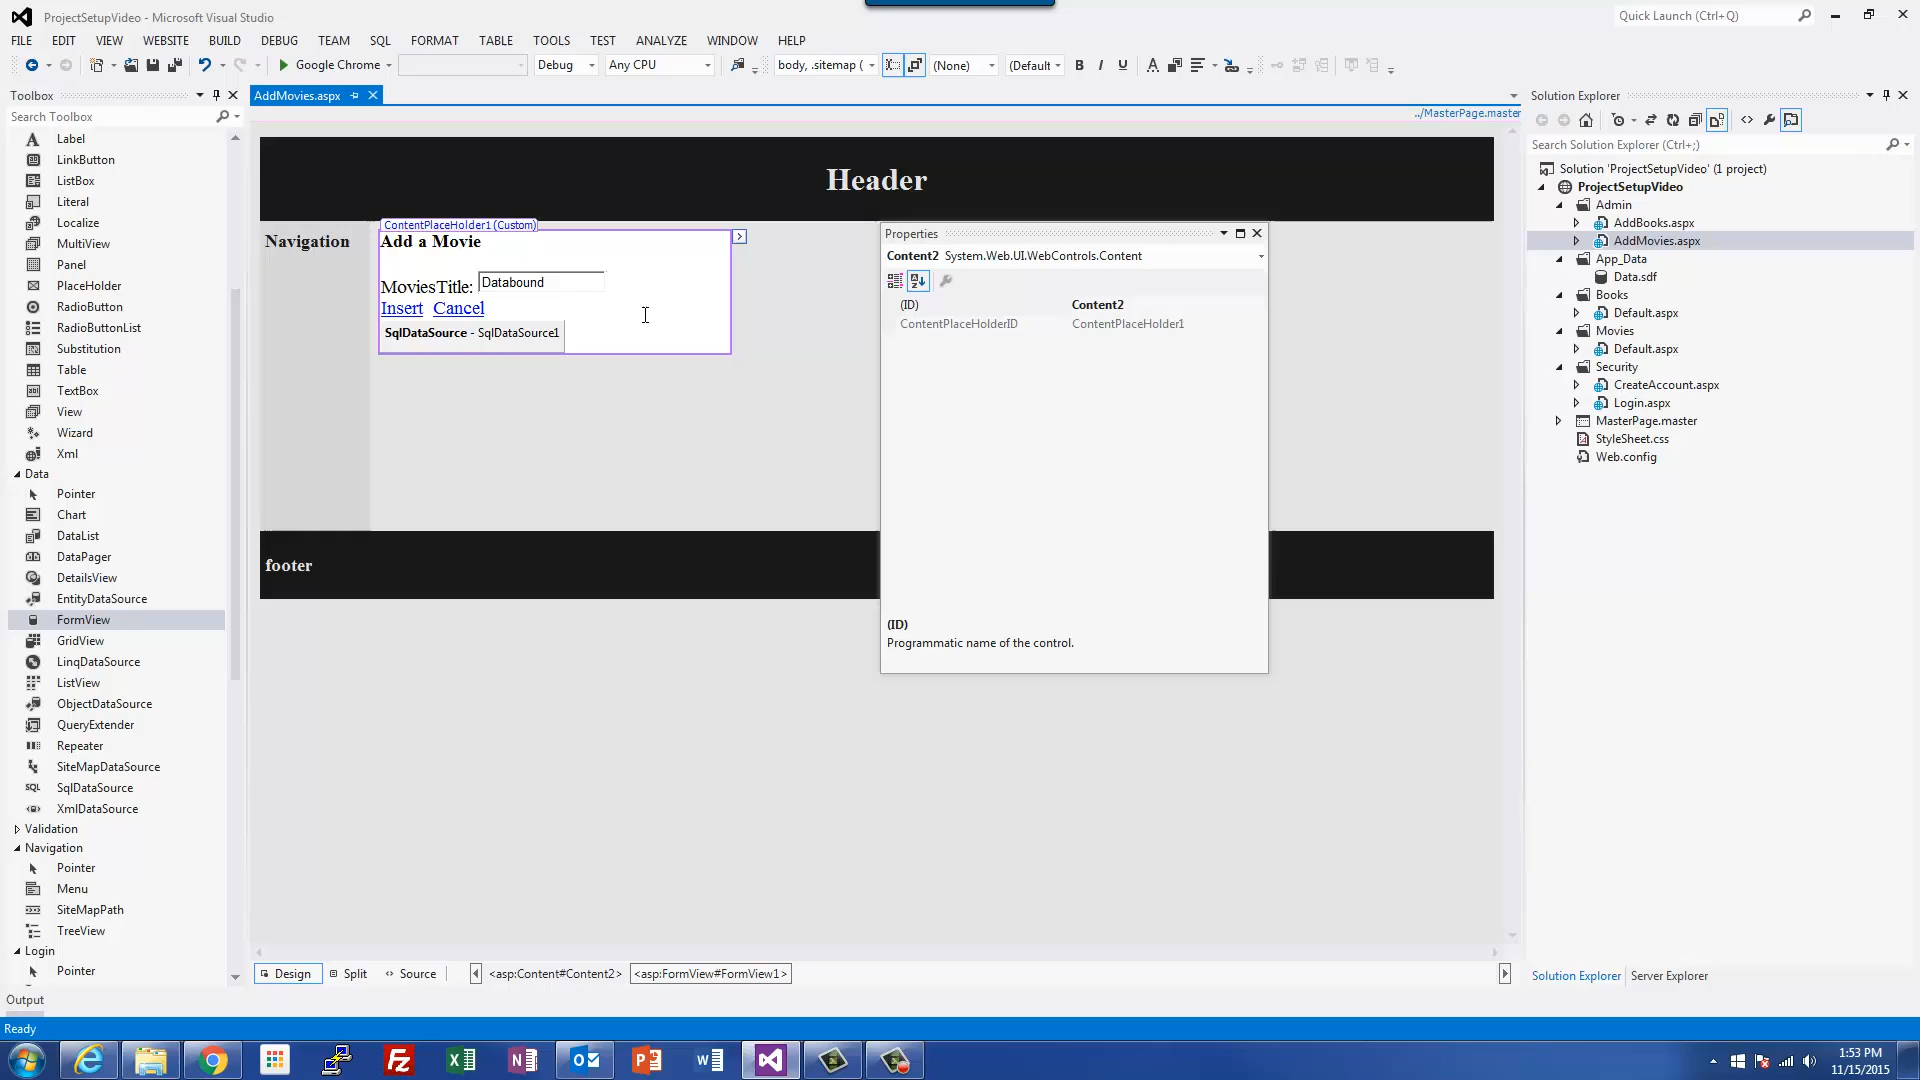 ProjectSetupVideo - Microsoft Visual Studio
Quick Launch (Ctrl+Q)
FILE EDIT VIEW WEBSITE BUILD DEBUG TEAM SQL FORMAT TABLE TOOLS TEST ANALYZE WINDOW HELP
Google Chrome Debug Any CPU body, .sitemap ( (None) (Default B I U A
Toolbox
AddMovies.aspx
Solution Explorer
Search Toolbox
../MasterPage.master
Search Solution Explorer (Ctrl+;)
Label
LinkButton
ListBox
Literal
Localize
MultiView
Panel
PlaceHolder
RadioButton
RadioButtonList
Substitution
Table
TextBox
View
Wizard
Xml
Data
Pointer
Chart
DataList
DataPager
DetailsView
EntityDataSource
FormView
GridView
LinqDataSource
ListView
ObjectDataSource
QueryExtender
Repeater
SiteMapDataSource
SqlDataSource
XmlDataSource
Validation
Navigation
Pointer
Menu
SiteMapPath
TreeView
Login
Pointer
Header
Navigation
ContentPlaceHolder1 (Custom)
Add a Movie
MoviesTitle: Databound
Insert Cancel
SqlDataSource - SqlDataSource1
footer
Properties
Content2 System.Web.UI.WebControls.Content
(ID) Content2
ContentPlaceHolderID ContentPlaceHolder1
(ID)
Programmatic name of the control.
Solution 'ProjectSetupVideo' (1 project)
ProjectSetupVideo
Admin
AddBooks.aspx
AddMovies.aspx
App_Data
Data.sdf
Books
Default.aspx
Movies
Default.aspx
Security
CreateAccount.aspx
Login.aspx
MasterPage.master
StyleSheet.css
Web.config
Design Split Source <asp:Content#Content2> <asp:FormView#FormView1>
Solution Explorer Server Explorer
Output
Ready
1:53 PM
11/15/2015